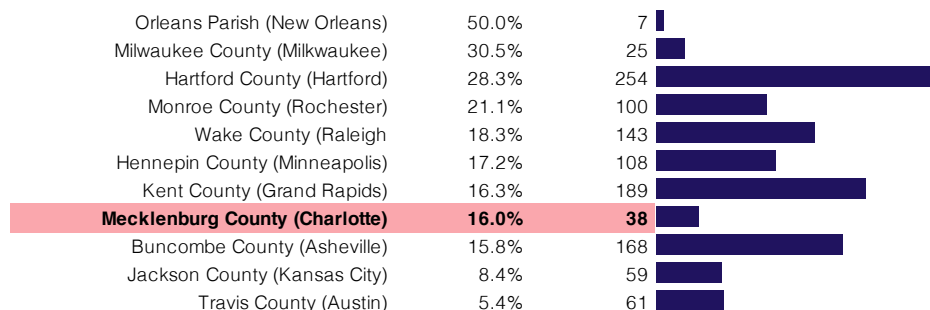 Orleans Parish (New Orleans) 50.0% 7
Milwaukee County (Milkwaukee) 30.5% 25
Hartford County (Hartford) 28.3% 254
Monroe County (Rochester) 21.1% 100
Wake County (Raleigh 18.3% 143
Hennepin County (Minneapolis) 17.2% 108
Kent County (Grand Rapids) 16.3% 189
Mecklenburg County (Charlotte) 16.0% 38
Buncombe County (Asheville) 15.8% 168
Jackson County (Kansas City) 8.4% 59
Travis County (Austin) 5.4% 61